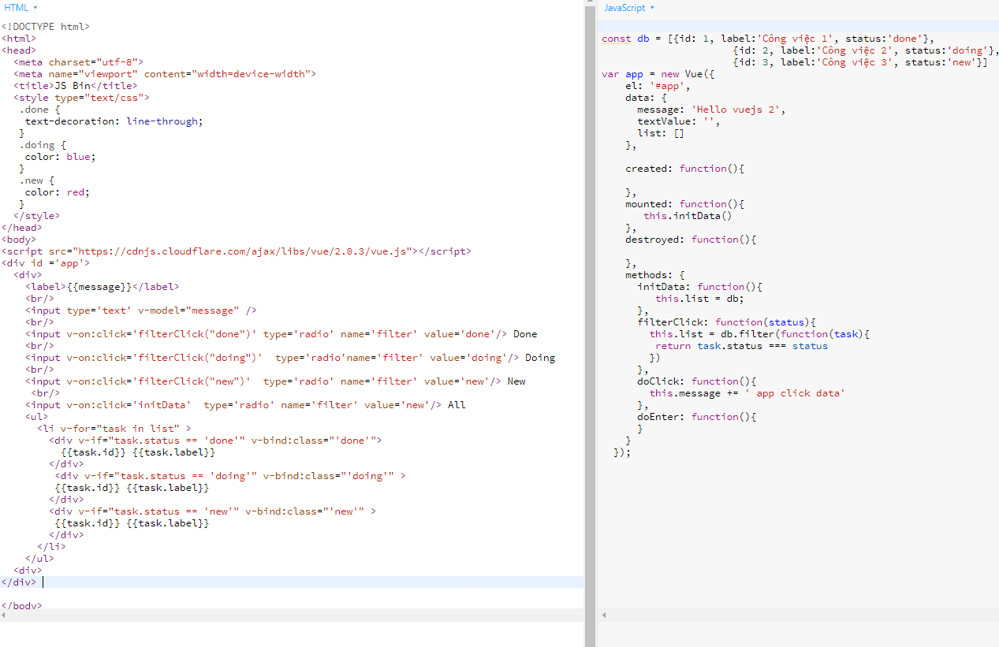 HTML ▾
<!DOCTYPE html>
<html>
<head>
  <meta charset="utf-8">
  <meta name="viewport" content="width=device-width">
  <title>JS Bin</title>
  <style type="text/css">
   .done {
    text-decoration: line-through;
   }
   .doing {
    color: blue;
   }
   .new {
    color: red;
   }
  </style>
</head>
<body>
<script src="https://cdnjs.cloudflare.com/ajax/libs/vue/2.0.3/vue.js"></script>
<div id ='app'>
  <div>
    <label>{{message}}</label>
    <br/>
    <input type='text' v-model="message" />
    <br/>
    <input v-on:click='filterClick("done")' type='radio' name='filter' value='done'/> Done
    <br/>
    <input v-on:click='filterClick("doing")'  type='radio'name='filter' value='doing'/> Doing
    <br/>
    <input v-on:click='filterClick("new")'  type='radio' name='filter' value='new'/> New
     <br/>
    <input v-on:click='initData'  type='radio' name='filter' value='new'/> All
    <ul>
      <li v-for="task in list" >
        <div v-if="task.status == 'done'" v-bind:class="'done'">
          {{task.id}} {{task.label}}
        </div>
         <div v-if="task.status == 'doing'" v-bind:class="'doing'" >
         {{task.id}} {{task.label}}
        </div>
        <div v-if="task.status == 'new'" v-bind:class="'new'" >
         {{task.id}} {{task.label}}
        </div>
      </li>
    </ul>
  <div>
</div>
</body>
JavaScript ▾
const db = [{id: 1, label:'Công việc 1', status:'done'},
                      {id: 2, label:'Công việc 2', status:'doing'},
                      {id: 3, label:'Công việc 3', status:'new'}]
var app = new Vue({
    el: '#app',
    data: {
      message: 'Hello vuejs 2',
      textValue: '',
      list: []
    },
    created: function(){
    },
    mounted: function(){
       this.initData()
    },
    destroyed: function(){
    },
    methods: {
      initData: function(){
         this.list = db;
      },
      filterClick: function(status){
        this.list = db.filter(function(task){
         return task.status === status
        })
      },
      doClick: function(){
        this.message += ' app click data'
      },
      doEnter: function(){
      }
    }
  });